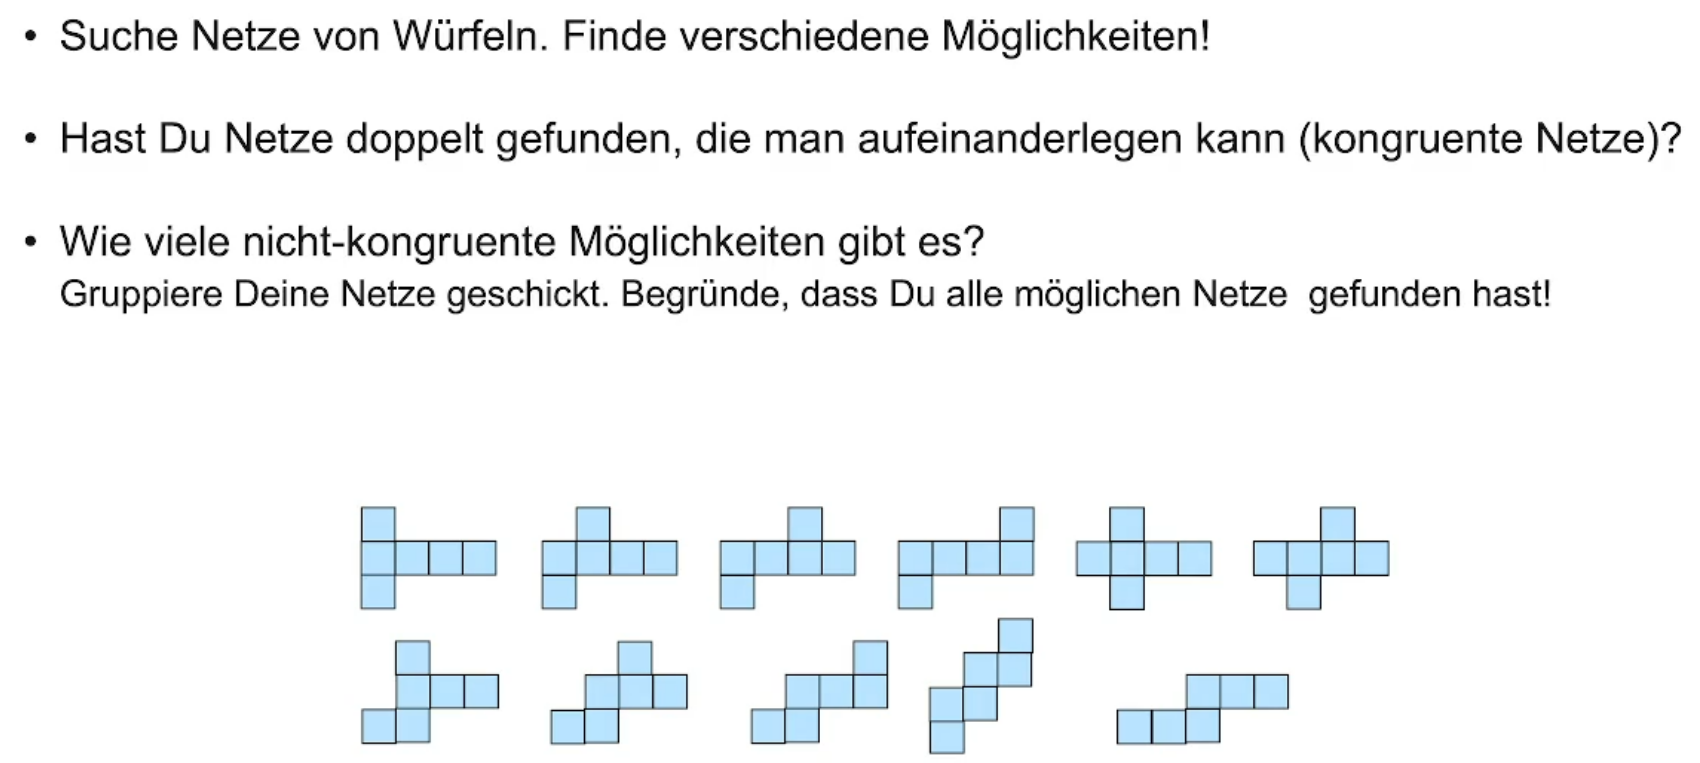 • Suche Netze von Würfeln. Finde verschiedene Möglichkeiten!
• Hast Du Netze doppelt gefunden, die man aufeinanderlegen kann (kongruente Netze)?
• Wie viele nicht-kongruente Möglichkeiten gibt es?
Gruppiere Deine Netze geschickt. Begründe, dass Du alle möglichen Netze  gefunden hast!